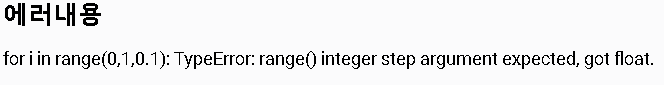 에러내용
for i in range(0,1,0.1): TypeError: range() integer step argument expected, got float.